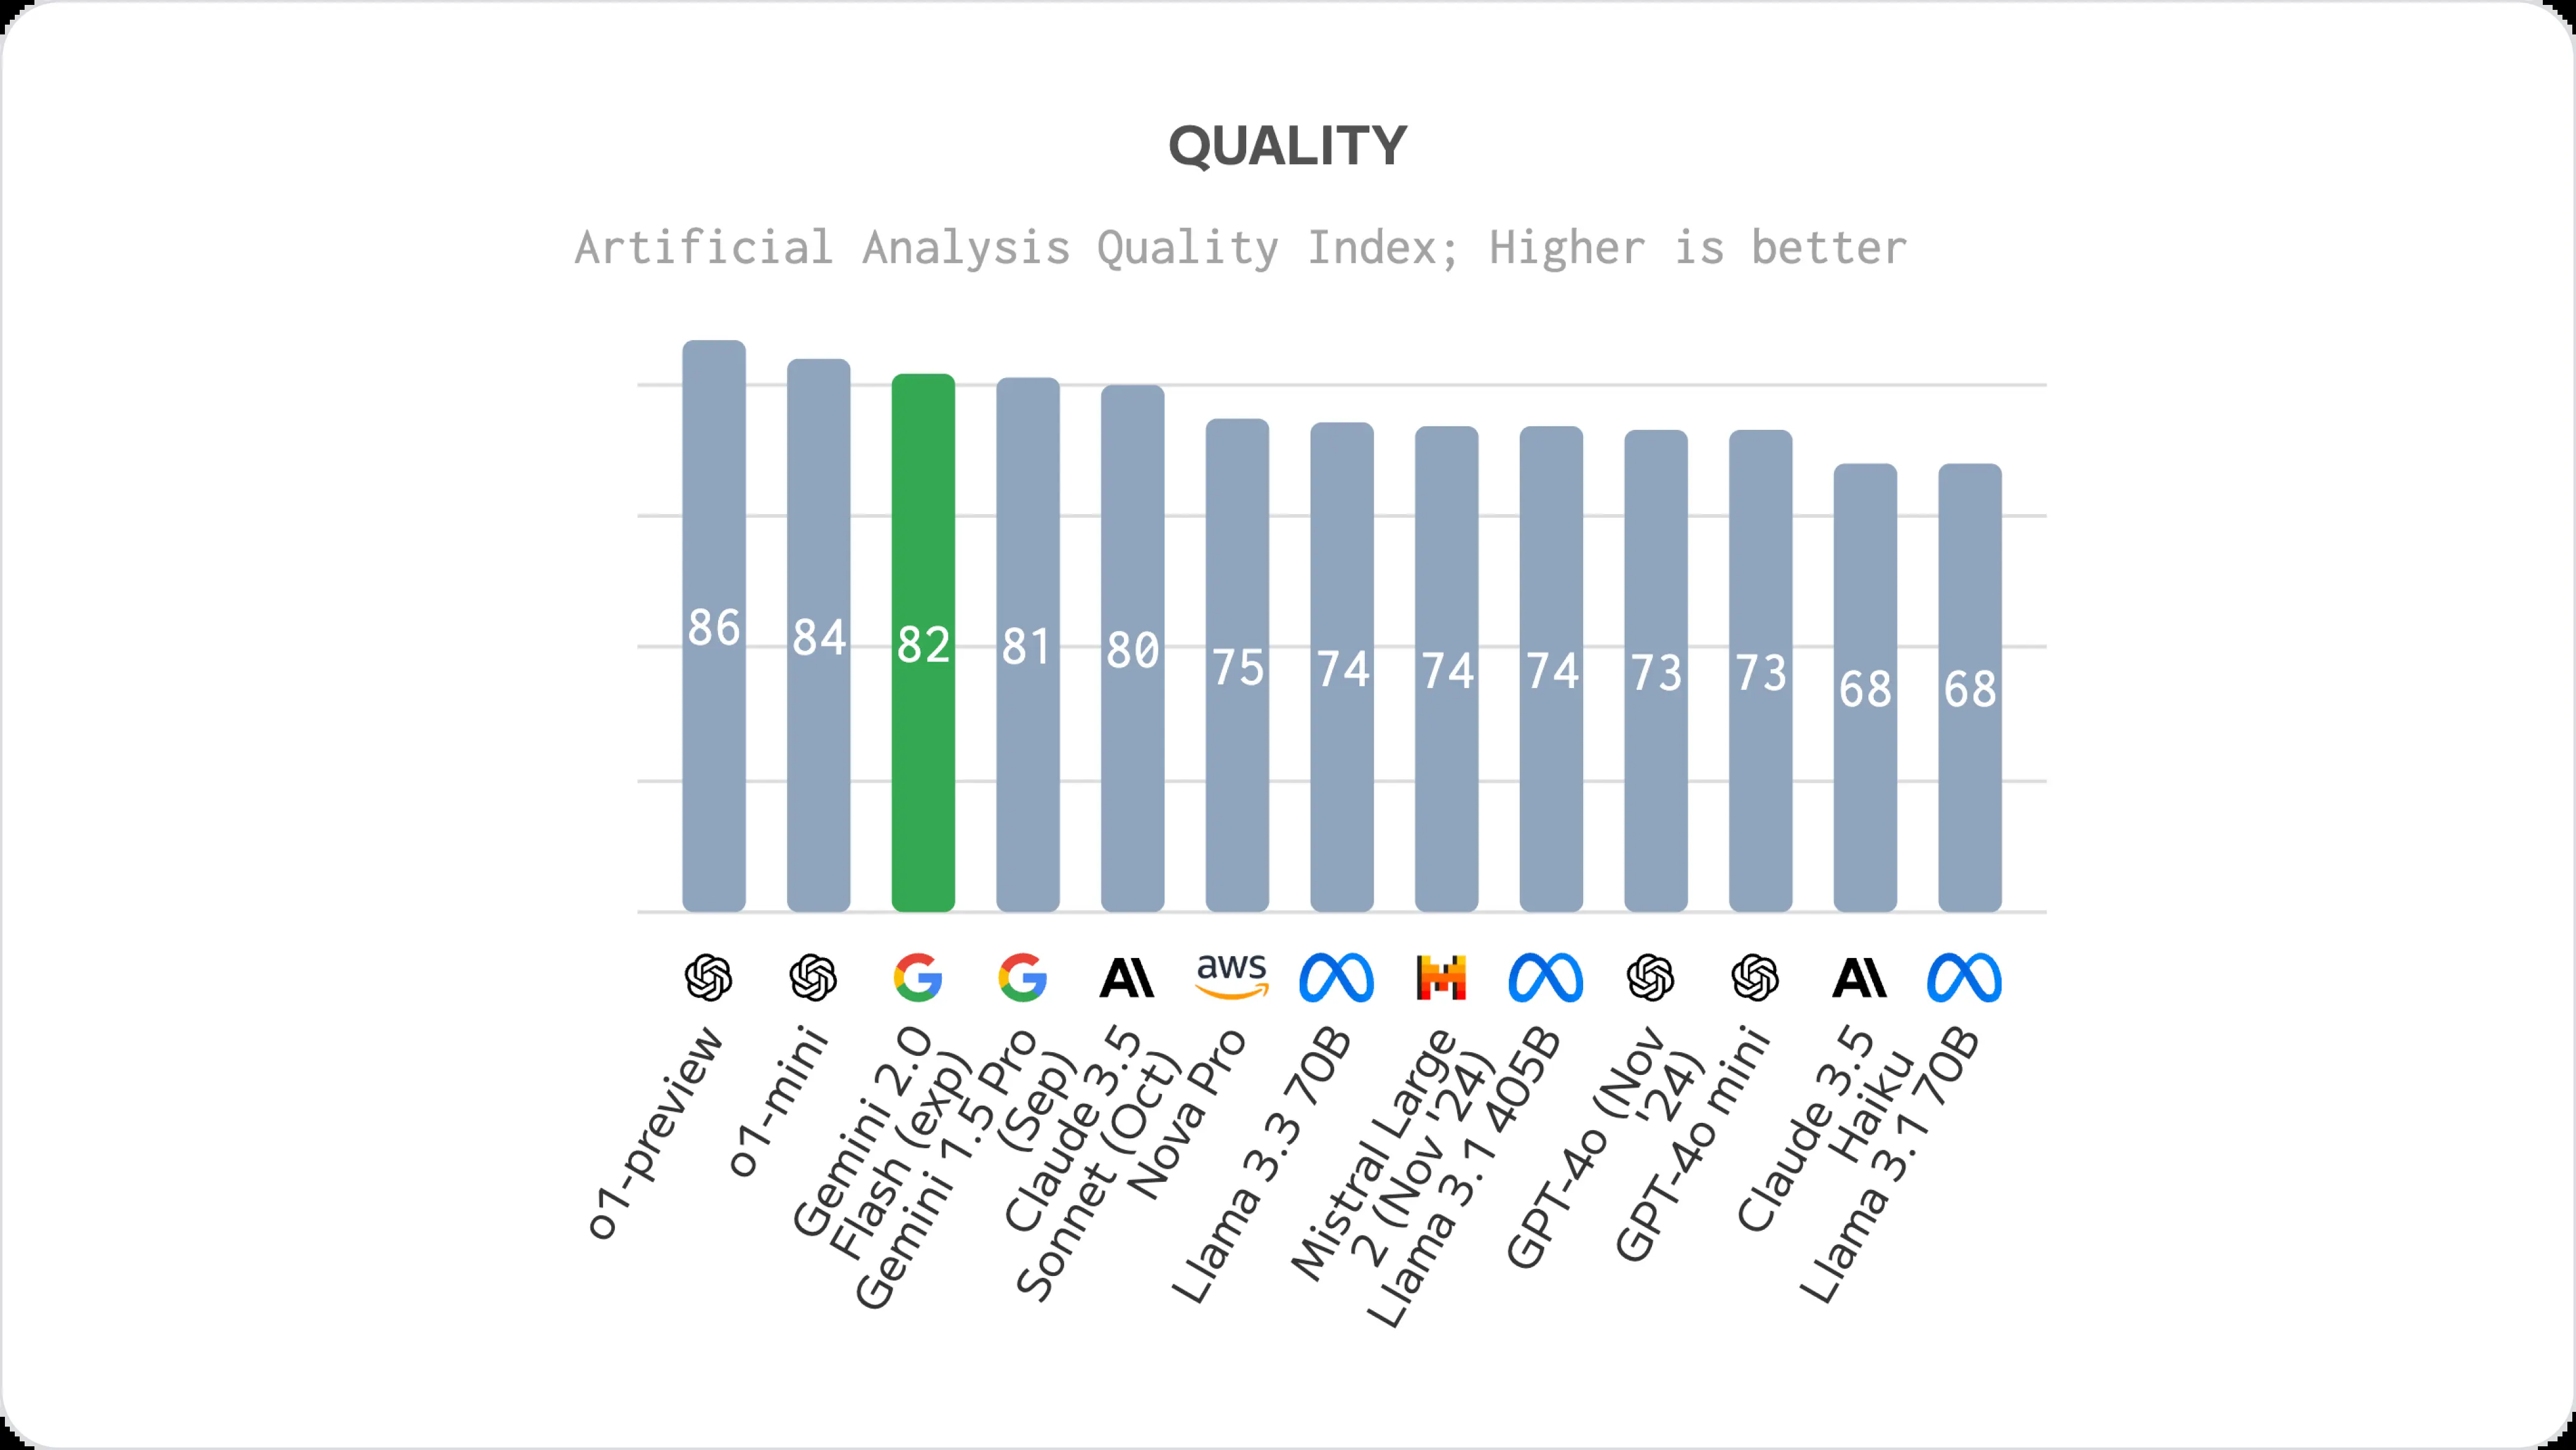 QUALITY
Artificial Analysis Quality Index; Higher is better
86
84
82
81
80
75
74
74
74
73
73
68
68
aws
o1-preview
o1-mini
Gemini 2.0
Flash (exp)
Gemini 1.5 Pro
(Sep)
Claude 3.5
Sonnet (Oct)
Nova Pro
Llama 3.3 70B
Mistral Large
2 (Nov '24)
Llama 3.1 405B
GPT-4o (Nov
'24)
GPT-4o mini
Claude 3.5
Haiku
Llama 3.1 70B